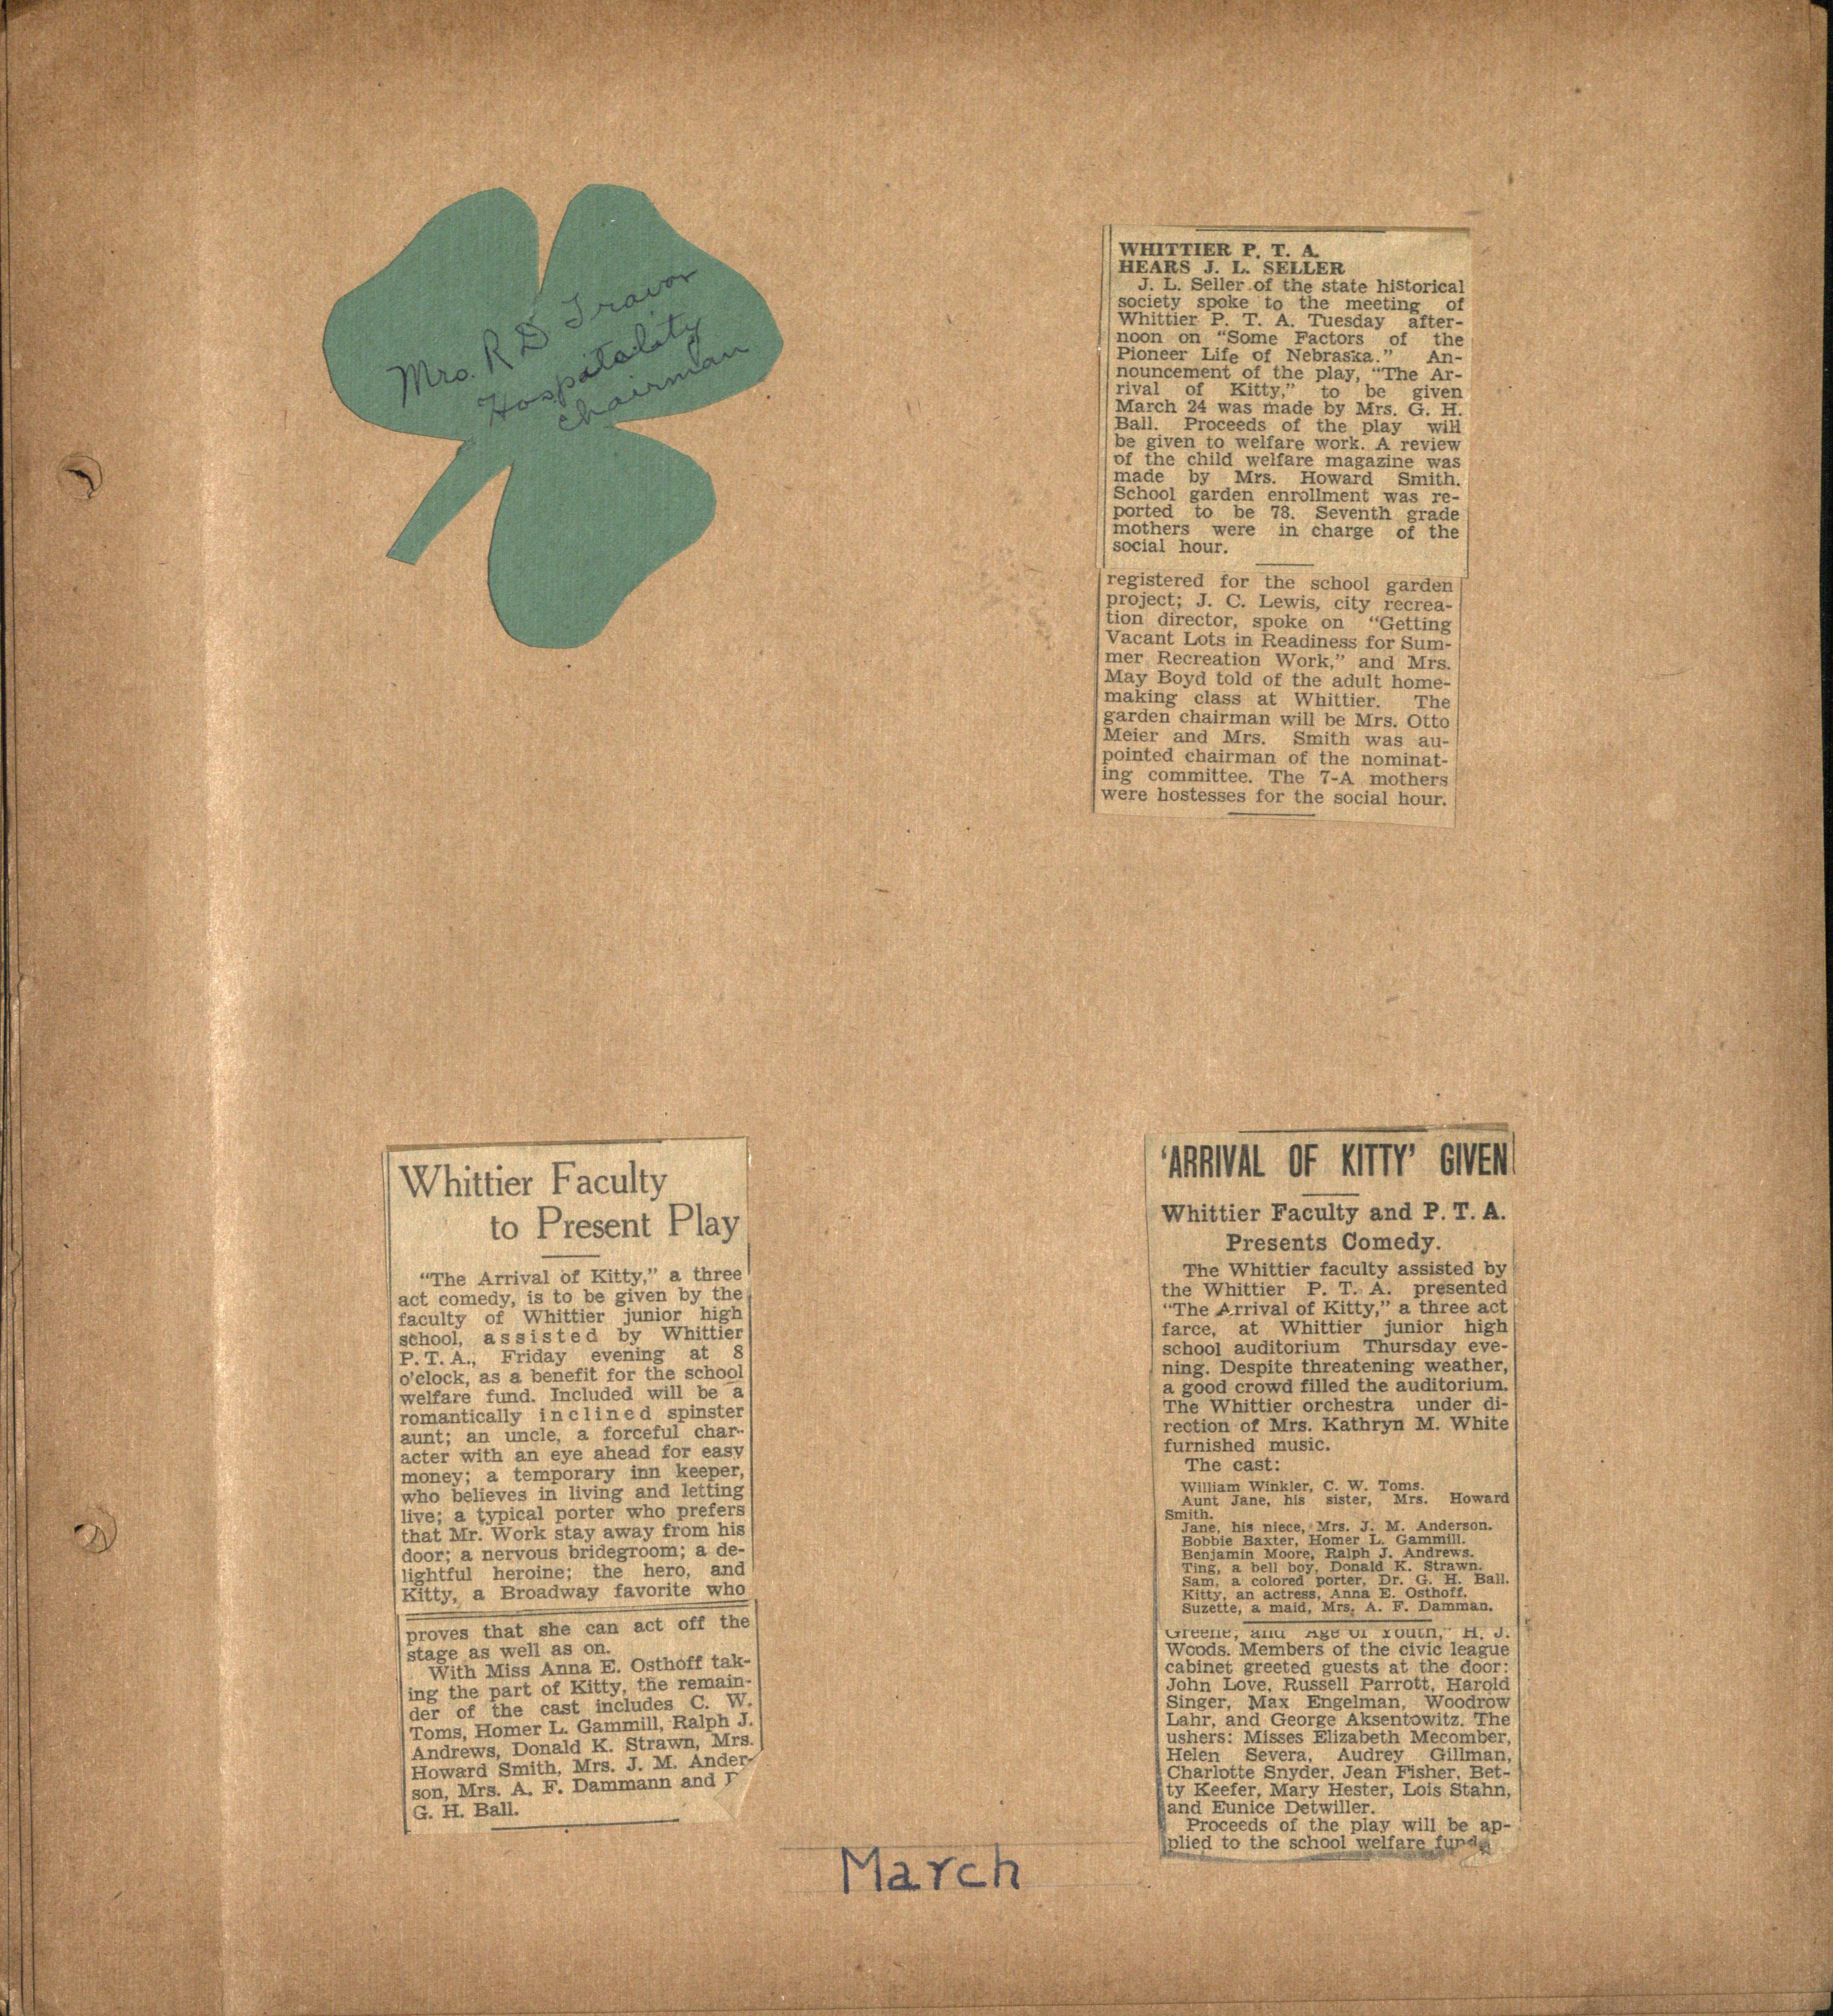 Mrs. R D Travor
Hospitality
chairman
WHITTIER P. T. A.
HEARS J. L. SELLER
J. L. Seller of the state historical
society spoke to the meeting of
Whittier P. T. A. Tuesday after-
noon on “Some Factors of the
Pioneer Life of Nebraska.” An-
nouncement of the play, “The Ar-
rival of Kitty,” to be given
March 24 was made by Mrs. G. H.
Ball. Proceeds of the play will
be given to welfare work. A review
of the child welfare magazine was
made by Mrs. Howard Smith.
School garden enrollment was re-
ported to be 78. Seventh grade
mothers were in charge of the
social hour.
registered for the school garden
project; J. C. Lewis, city recrea-
tion director, spoke on “Getting
Vacant Lots in Readiness for Sum-
mer Recreation Work,” and Mrs.
May Boyd told of the adult home-
making class at Whittier. The
garden chairman will be Mrs. Otto
Meier and Mrs. Smith was au-
pointed chairman of the nominat-
ing committee. The 7-A mothers
were hostesses for the social hour.
Whittier Faculty
to Present Play
“The Arrival of Kitty,” a three
act comedy, is to be given by the
faculty of Whittier junior high
school, assisted by Whittier
P. T. A., Friday evening at 8
o’clock, as a benefit for the school
welfare fund. Included will be a
romantically inclined spinster
aunt; an uncle, a forceful char-
acter with an eye ahead for easy
money; a temporary inn keeper,
who believes in living and letting
live; a typical porter who prefers
that Mr. Work stay away from his
door; a nervous bridegroom; a de-
lightful heroine; the hero, and
Kitty, a Broadway favorite who
proves that she can act off the
stage as well as on.
With Miss Anna E. Osthoff tak-
ing the part of Kitty, the remain-
der of the cast includes C. W.
Toms, Homer L. Gammill, Ralph J.
Andrews, Donald K. Strawn, Mrs.
Howard Smith, Mrs. J. M. Ander-
son, Mrs. A. F. Dammann and
G. H. Ball.
‘ARRIVAL OF KITTY’ GIVEN
Whittier Faculty and P. T. A.
Presents Comedy.
The Whittier faculty assisted by
the Whittier P. T. A. presented
“The Arrival of Kitty,” a three act
farce, at Whittier junior high
school auditorium Thursday eve-
ning. Despite threatening weather,
a good crowd filled the auditorium.
The Whittier orchestra under di-
rection of Mrs. Kathryn M. White
furnished music.
The cast:
William Winkler, C. W. Toms.
Aunt Jane, his sister, Mrs. Howard
Smith.
Jane, his niece, Mrs. J. M. Anderson.
Bobbie Baxter, Homer L. Gammill.
Benjamin Moore, Ralph J. Andrews.
Ting, a bell boy, Donald K. Strawn.
Sam, a colored porter, Dr. G. H. Ball.
Kitty, an actress, Anna E. Osthoff.
Suzette, a maid, Mrs. A. F. Damman.
Greene, and Age of Youth,” H. J.
Woods. Members of the civic league
cabinet greeted guests at the door:
John Love, Russell Parrott, Harold
Singer, Max Engelman, Woodrow
Lahr, and George Aksentowitz. The
ushers: Misses Elizabeth Mecomber,
Helen Severa, Audrey Gillman,
Charlotte Snyder, Jean Fisher, Bet-
ty Keefer, Mary Hester, Lois Stahn,
and Eunice Detwiller.
Proceeds of the play will be ap-
plied to the school welfare fund.
March